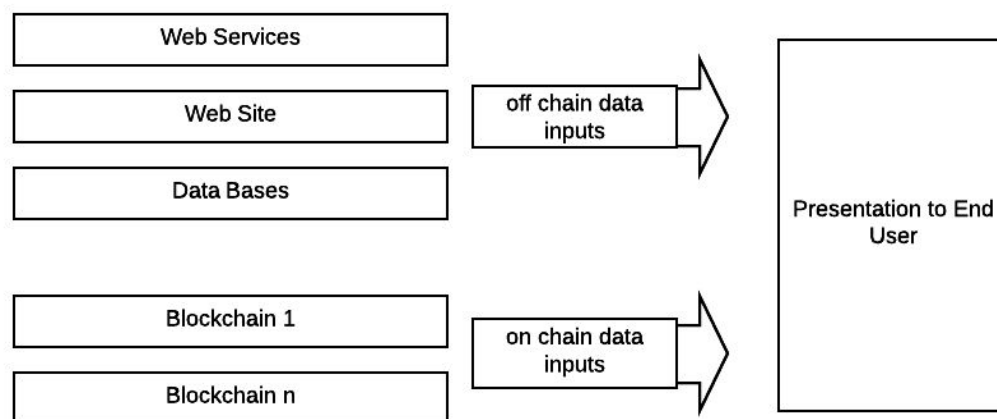 Web Services
Web Site
Data Bases
off chain data
inputs
Blockchain 1
Blockchain n
on chain data
inputs
Presentation to End
User